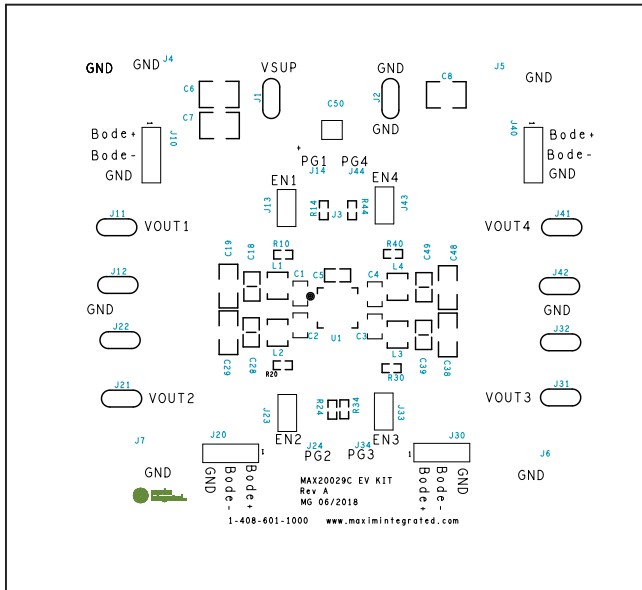 GND GND J4 VSUP GND J5 GND
C6 J1 J2 C8
C7 C50
Bode+ J10 J40 Bode+
Bode- Bode-
GND GND
+ PG1 PG4
J14 J44
EN1 EN4
J13 R14 J3 R44 J43
J11 VOUT1 VOUT4 J41
C19 C18 R10 R40 C49 C48
L1 C1 C5 C4 L4
J12 J42
GND GND
J22 C2 U1 C3 J32
C29 C28 L2 L3 C39 C38
R20 R30
J21 VOUT2 VOUT3 J31
J23 R24 R34 J33
EN2 EN3
J7 J20 J24 J34 J30 J6
PG2 PG3
GND GND Bode- Bode+ Bode+ Bode- GND GND
MAX20029C EV KIT
Rev A
MG 06/2018
1-408-601-1000 www.maximintegrated.com